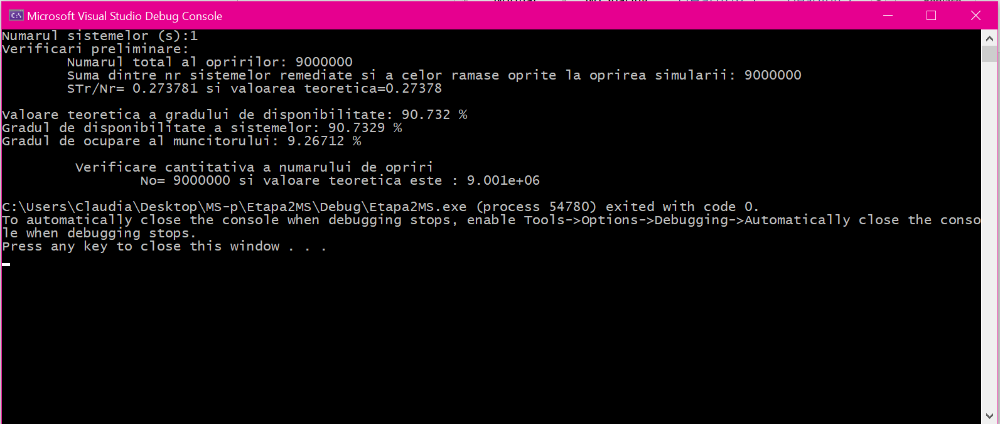 Microsoft Visual Studio Debug Console
Numarul sistemelor (s):1
Verificari preliminare:
Numarul total al opririlor: 9000000
Suma dintre nr sistemelor remediate si a celor ramase oprite la oprirea simularii: 9000000
STr/Nr= 0.273781 si valoarea teoretica=0.27378
Valoare teoretica a gradului de disponibilitate: 90.732 %
Gradul de disponibilitate a sistemelor: 90.7329 %
Gradul de ocupare al muncitorului: 9.26712 %
Verificare cantitativa a numarului de opriri
No= 9000000 si valoare teoretica este : 9.001e+06
C:\Users\Claudia\Desktop\MS-p\Etapa2MS\Debug\Etapa2MS.exe (process 54780) exited with code 0.
To automatically close the console when debugging stops, enable Tools->Options->Debugging->Automatically close the conso
le when debugging stops.
Press any key to close this window . . .